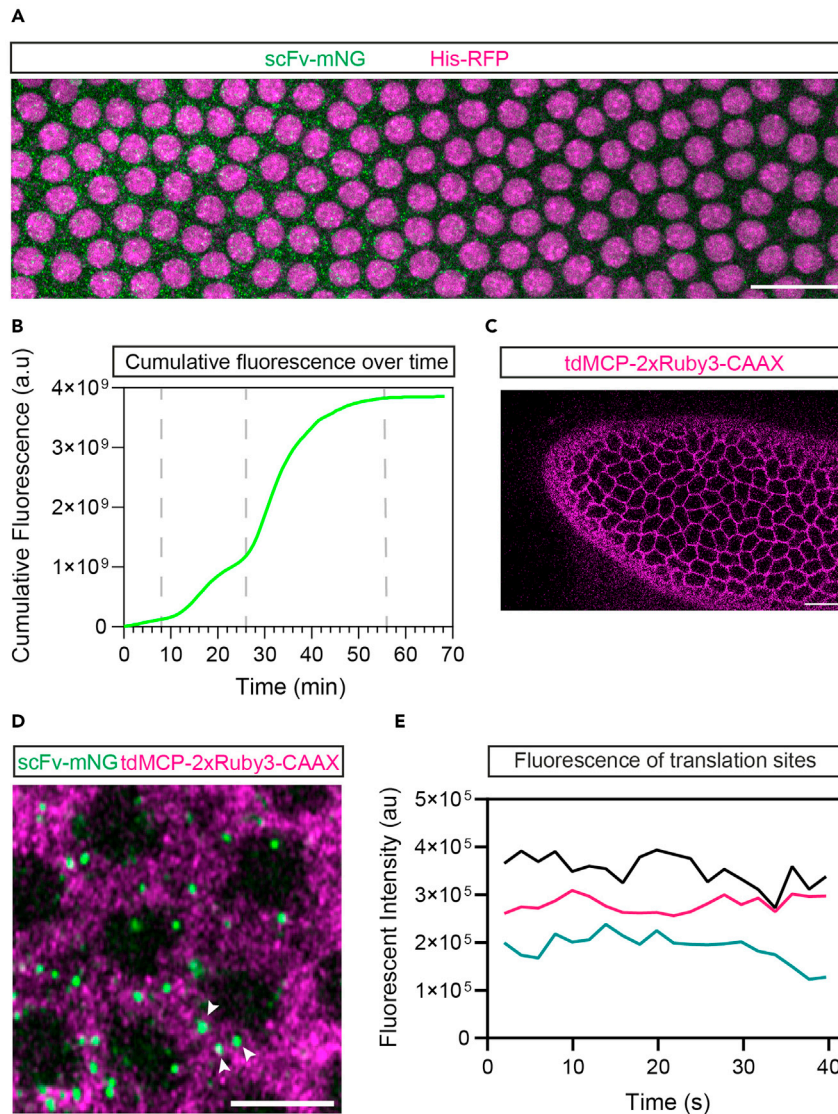 A
scFv-mNG His-RFP
B
Cumulative fluorescence over time
Cumulative Fluorescence (a.u)
4×10⁹
3×10⁹
2×10⁹
1×10⁹
0
0 10 20 30 40 50 60 70
Time (min)
C
tdMCP-2xRuby3-CAAX
D
scFv-mNG tdMCP-2xRuby3-CAAX
E
Fluorescence of translation sites
Fluorescent Intensity (au)
5×10⁵
4×10⁵
3×10⁵
2×10⁵
1×10⁵
0
0 10 20 30 40
Time (s)